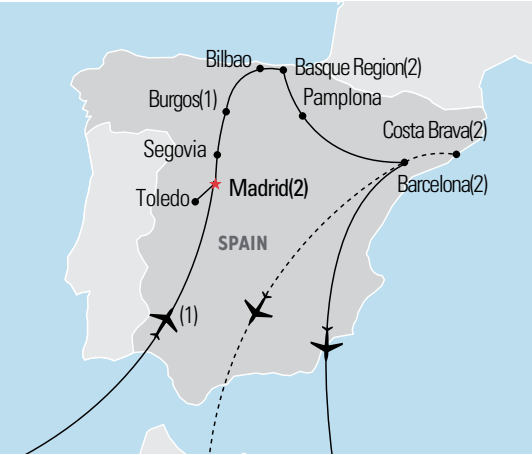 Bilbao
Basque Region(2)
Burgos(1)
Pamplona
Costa Brava(2)
Segovia
Barcelona(2)
Toledo
Madrid(2)
SPAIN
(1)